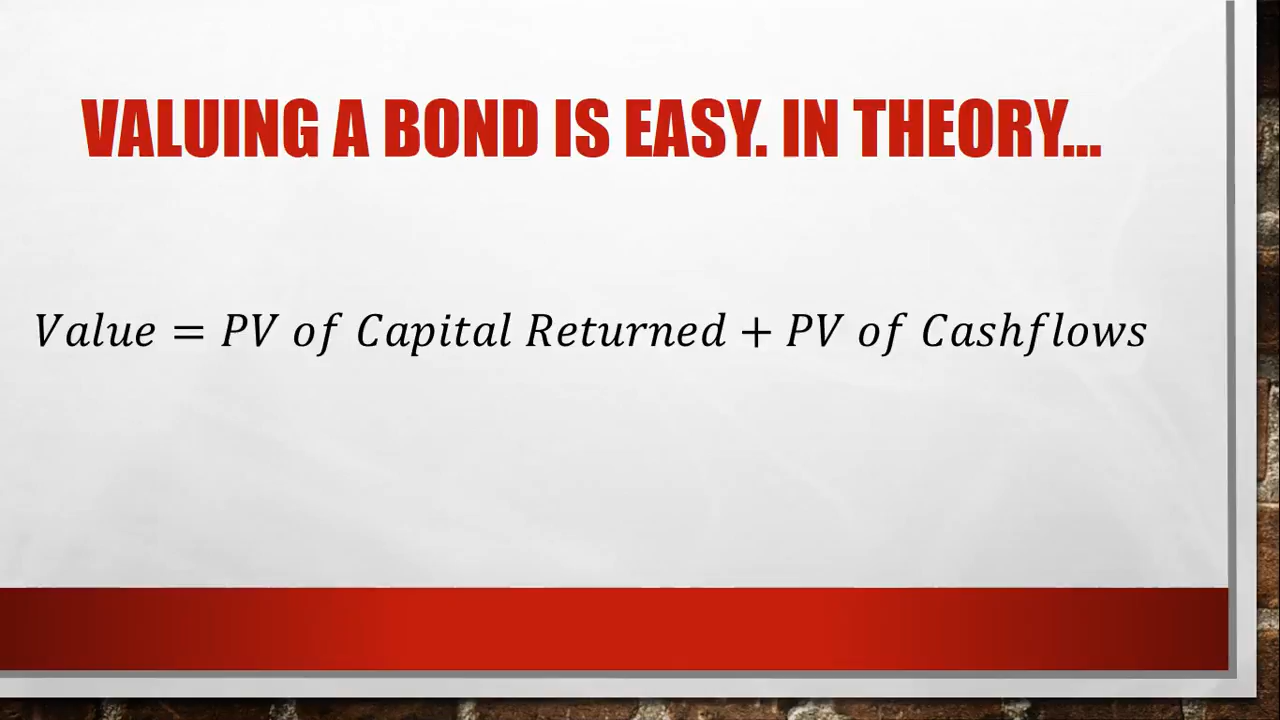 VALUING A BOND IS EASY. IN THEORY...
Value = PV of Capital Returned + PV of Cashflows